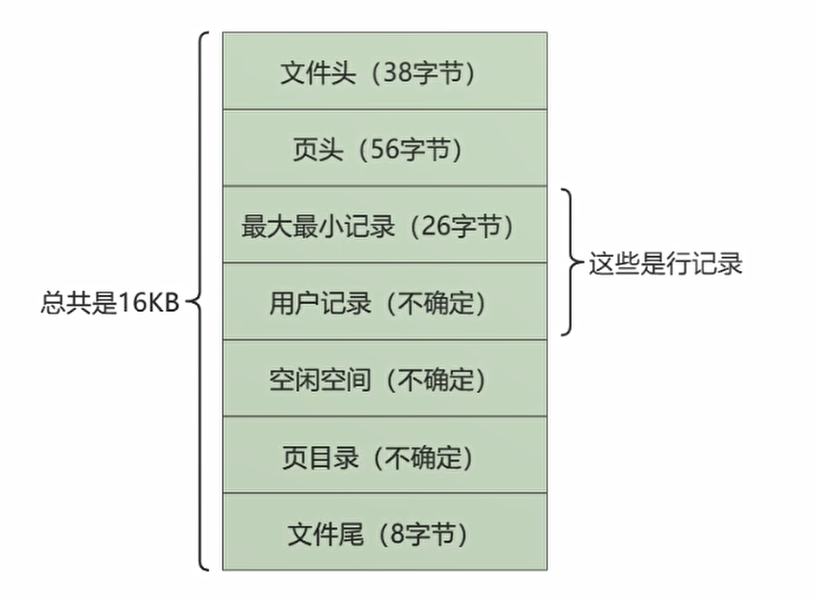 文件头（38字节）
页头（56字节）
最大最小记录（26字节）
这些是行记录
总共是16KB
用户记录（不确定）
空闲空间（不确定）
页目录（不确定）
文件尾（8字节）